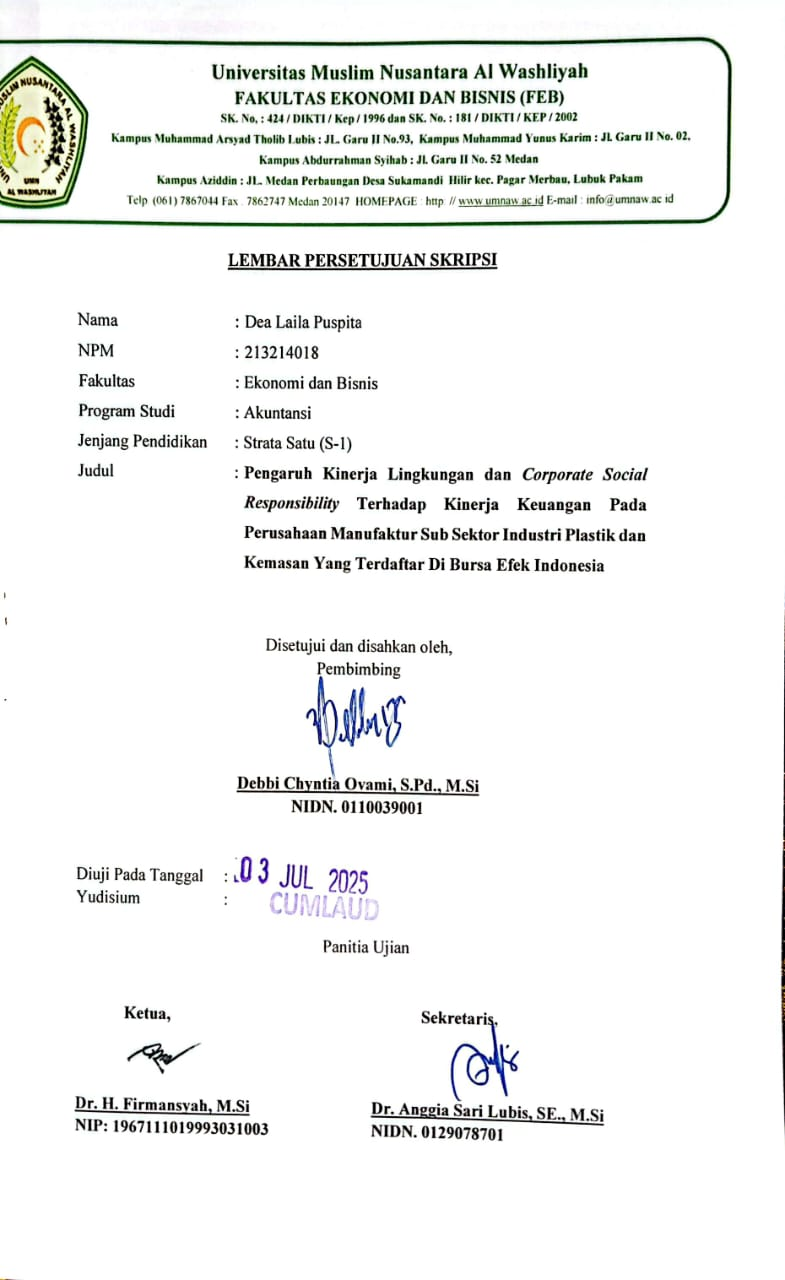 Universitas Muslim Nusantara Al Washliyah
FAKULTAS EKONOMI DAN BISNIS (FEB)
SK. No. : 424 / DIKTI / Kep / 1996 dan SK. No. : 181 / DIKTI / KEP / 2002
Kampus Muhammad Arsyad Tholib Lubis : JL. Garu II No.93, Kampus Muhammad Yunus Karim : JL Garu II No. 02,
Kampus Abdurrahman Syihab : Jl. Garu II No. 52 Medan
Kampus Aziddin : JL. Medan Perbaungan Desa Sukamandi Hilir kec. Pagar Merbau, Lubuk Pakam
Telp (061) 7867044 Fax . 7862747 Medan 20147 HOMEPAGE : http: // www.umnaw.ac.id E-mail : info@umnaw.ac.id
UMN
AL WASHLIYAH
LEMBAR PERSETUJUAN SKRIPSI
Nama : Dea Laila Puspita
NPM : 213214018
Fakultas : Ekonomi dan Bisnis
Program Studi : Akuntansi
Jenjang Pendidikan : Strata Satu (S-1)
Judul : Pengaruh Kinerja Lingkungan dan Corporate Social
Responsibility Terhadap Kinerja Keuangan Pada
Perusahaan Manufaktur Sub Sektor Industri Plastik dan
Kemasan Yang Terdaftar Di Bursa Efek Indonesia
Disetujui dan disahkan oleh,
Pembimbing
Debbi Chyntia Ovami, S.Pd., M.Si
NIDN. 0110039001
Diuji Pada Tanggal : 03 JUL 2025
Yudisium : CUMLAUD
Panitia Ujian
Ketua,
Dr. H. Firmansyah, M.Si
NIP: 1967111019993031003
Sekretaris,
Dr. Anggia Sari Lubis, SE., M.Si
NIDN. 0129078701